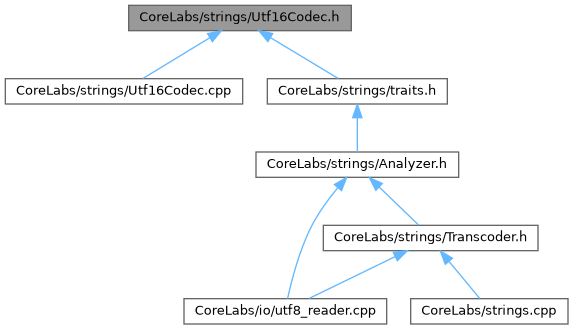 CoreLabs/strings/Utf16Codec.h
CoreLabs/strings/Utf16Codec.cpp
CoreLabs/strings/traits.h
CoreLabs/strings/Analyzer.h
CoreLabs/strings/Transcoder.h
CoreLabs/io/utf8_reader.cpp
CoreLabs/strings.cpp